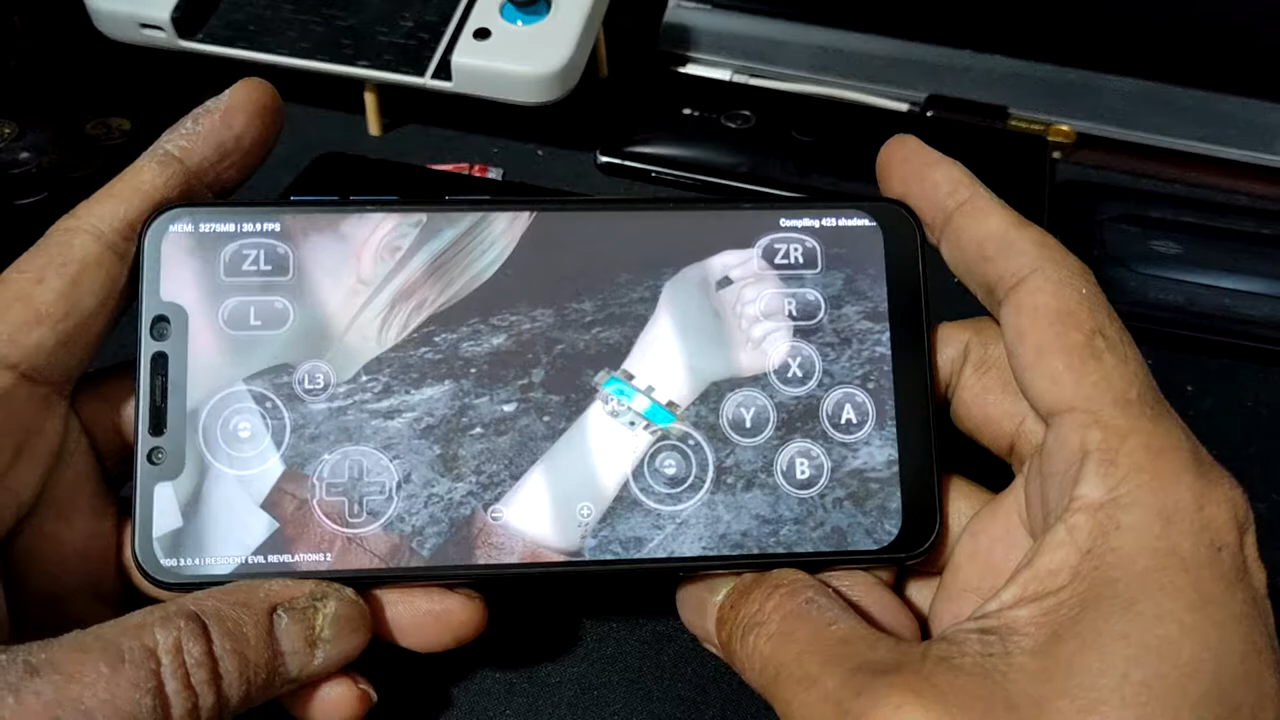 MEM: 3275MB | 30.9 FPS
Compiling 425 shaders...
ZL
ZR
L
R
L3
X
R3
Y
A
B
EGG 3.0.4 | RESIDENT EVIL REVELATIONS 2